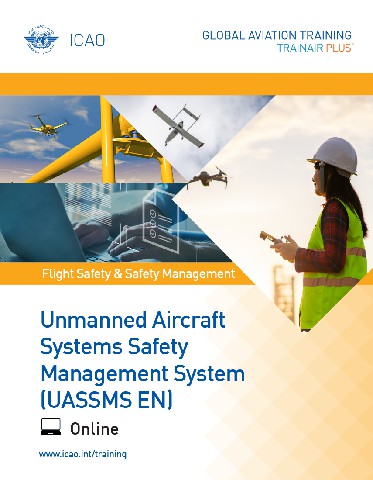 ICAO
GLOBAL AVIATION TRAINING
TRAINAIR PLUS™
Flight Safety & Safety Management
Unmanned Aircraft
Systems Safety
Management System
(UASSMS EN)
Online
www.icao.int/training